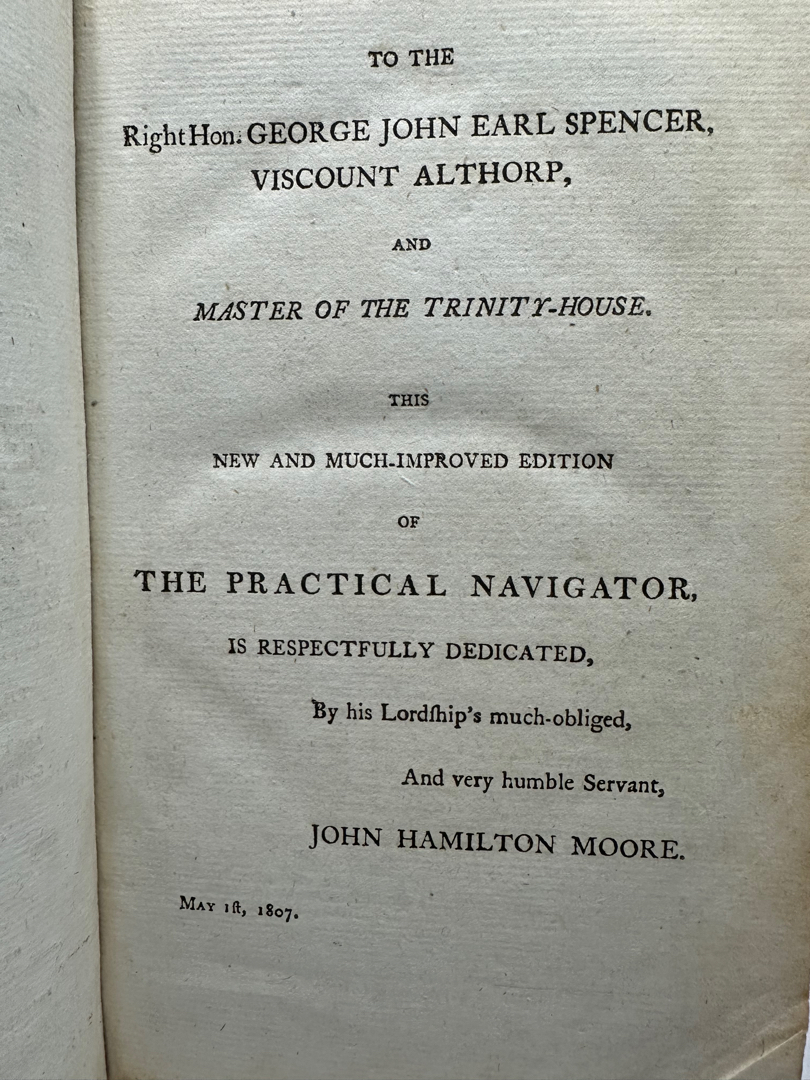 TO THE
Right Hon: GEORGE JOHN EARL SPENCER,
VISCOUNT ALTHORP,
AND
MASTER OF THE TRINITY-HOUSE.
THIS
NEW AND MUCH-IMPROVED EDITION
OF
THE PRACTICAL NAVIGATOR,
IS RESPECTFULLY DEDICATED,
By his Lordſhip's much-obliged,
And very humble Servant,
JOHN HAMILTON MOORE.
MAY 1ſt, 1807.